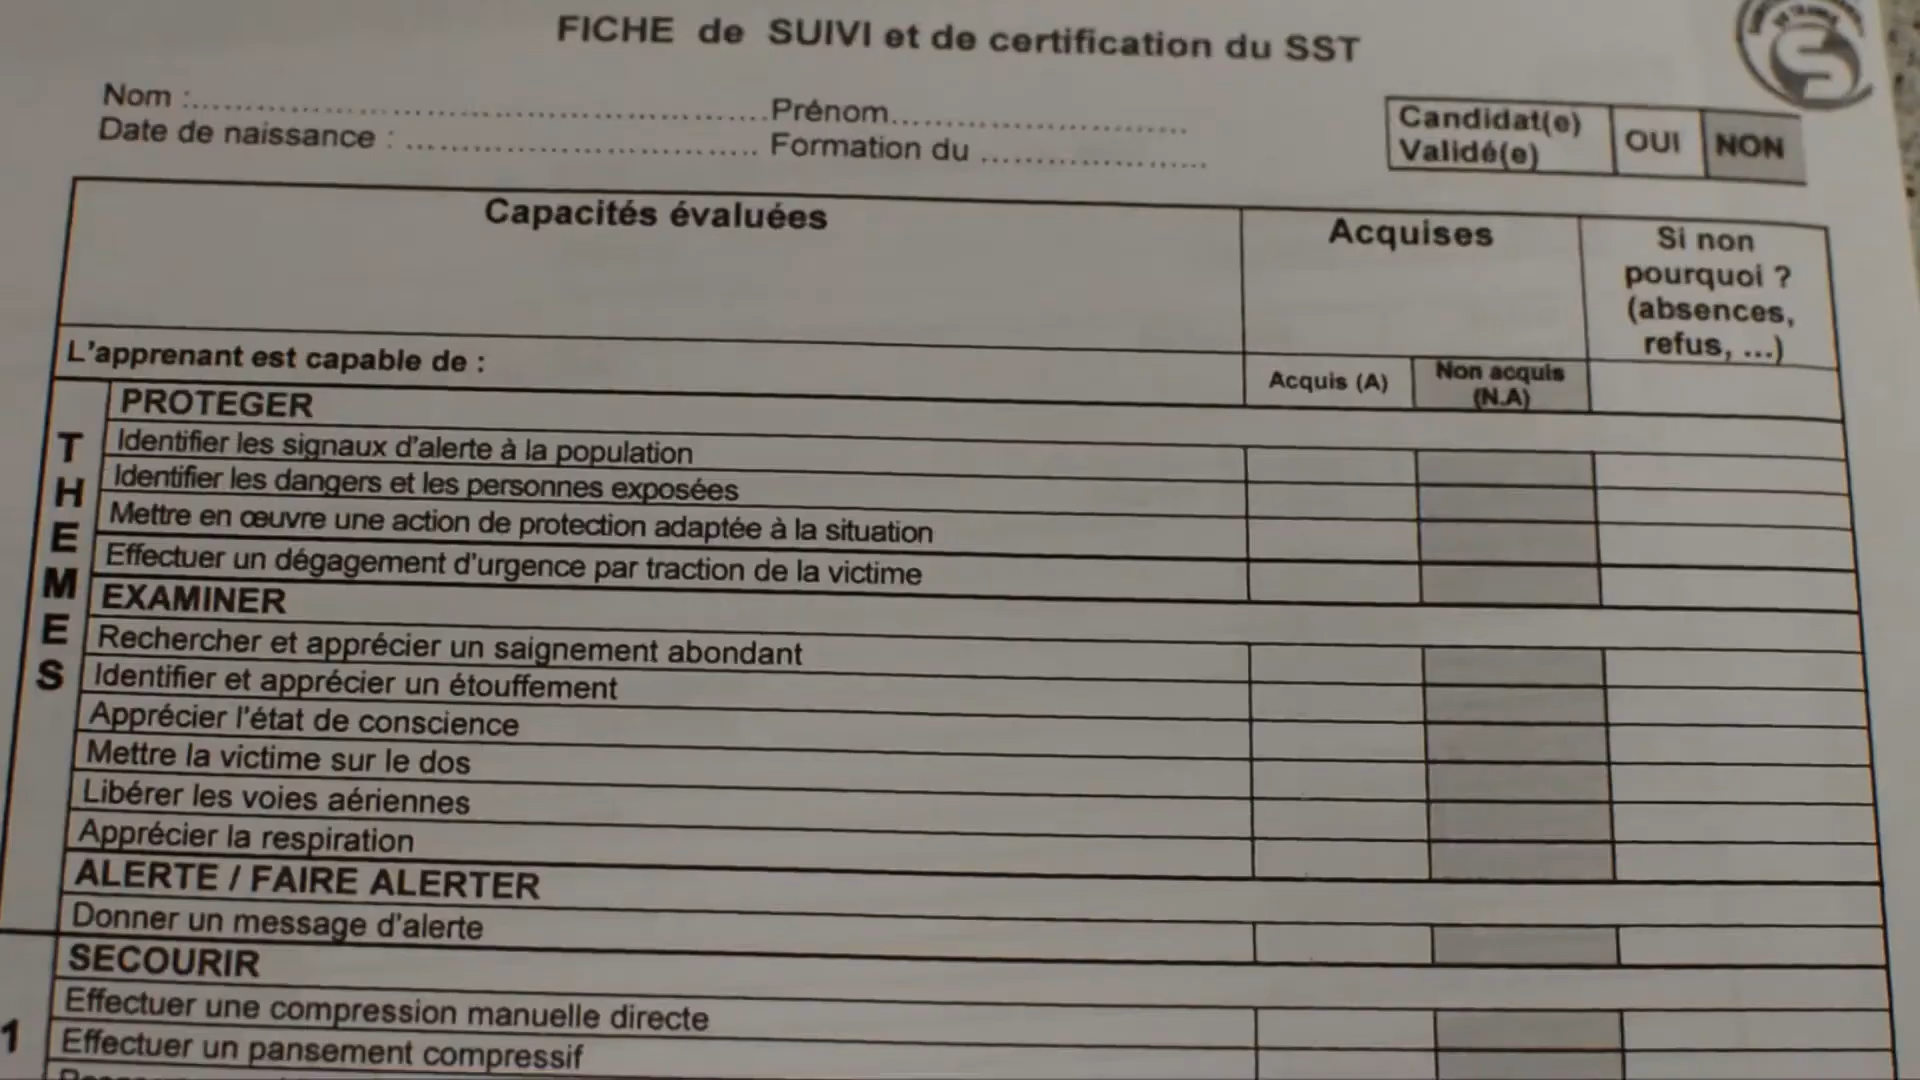 FICHE de SUIVI et de certification du SST
Nom :........................................Prénom..............................
Date de naissance : .................................... Formation du .......................
Candidat(e)
Validé(e)
OUI
NON
Capacités évaluées
Acquises
Si non
pourquoi ?
(absences,
refus, ...)
L'apprenant est capable de :
Acquis (A)
Non acquis
(N.A)
THEMES
PROTEGER
Identifier les signaux d'alerte à la population
Identifier les dangers et les personnes exposées
Mettre en œuvre une action de protection adaptée à la situation
Effectuer un dégagement d'urgence par traction de la victime
EXAMINER
Rechercher et apprécier un saignement abondant
Identifier et apprécier un étouffement
Apprécier l'état de conscience
Mettre la victime sur le dos
Libérer les voies aériennes
Apprécier la respiration
ALERTE / FAIRE ALERTER
Donner un message d'alerte
SECOURIR
1
Effectuer une compression manuelle directe
Effectuer un pansement compressif